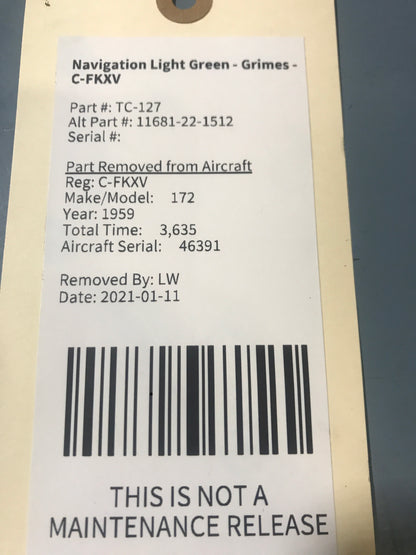 Navigation Light Green - Grimes -
C-FKXV
Part #: TC-127
Alt Part #: 11681-22-1512
Serial #:
Part Removed from Aircraft
Reg: C-FKXV
Make/Model: 172
Year: 1959
Total Time: 3,635
Aircraft Serial: 46391
Removed By: LW
Date: 2021-01-11
THIS IS NOT A
MAINTENANCE RELEASE